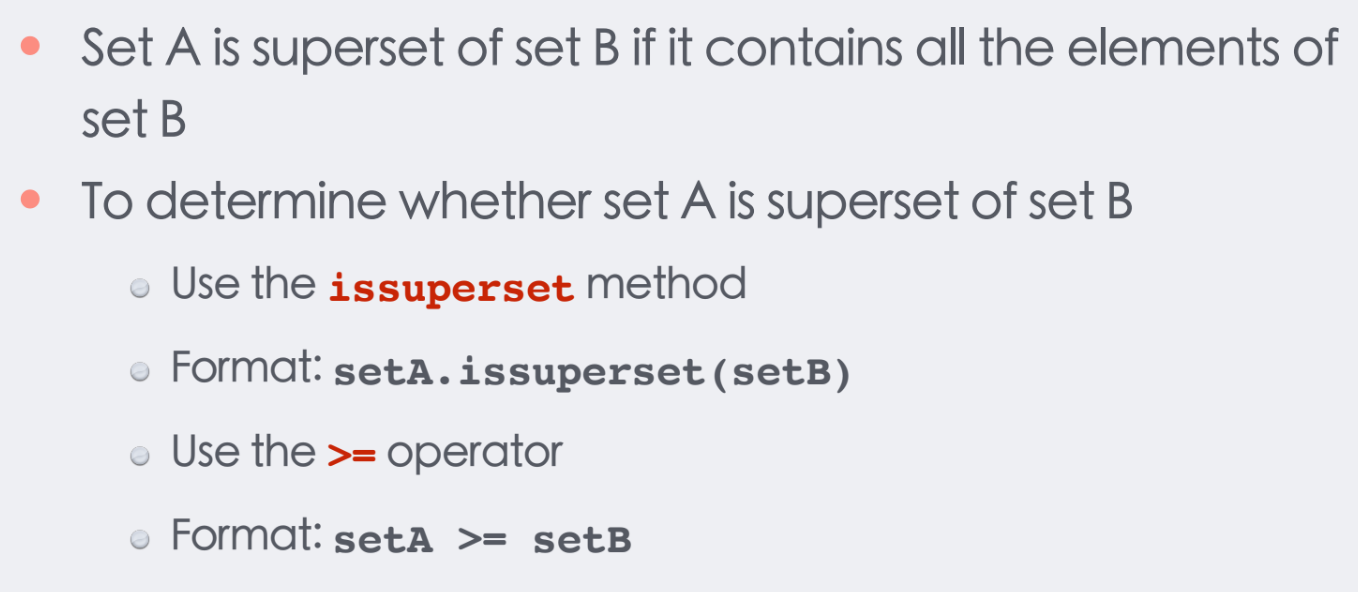 Set A is superset of set B if it contains all the elements of
set B
To determine whether set A is superset of set B
Use the issuperset method
Format: setA.issuperset(setB)
Use the >= operator
Format: setA >= setB